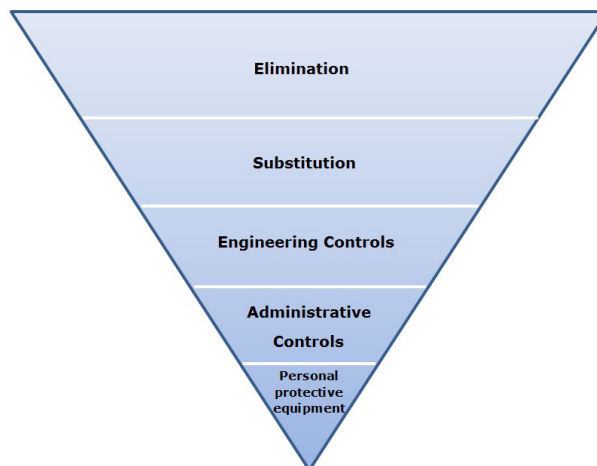 Elimination
Substitution
Engineering Controls
Administrative
Controls
Personal
protective
equipment